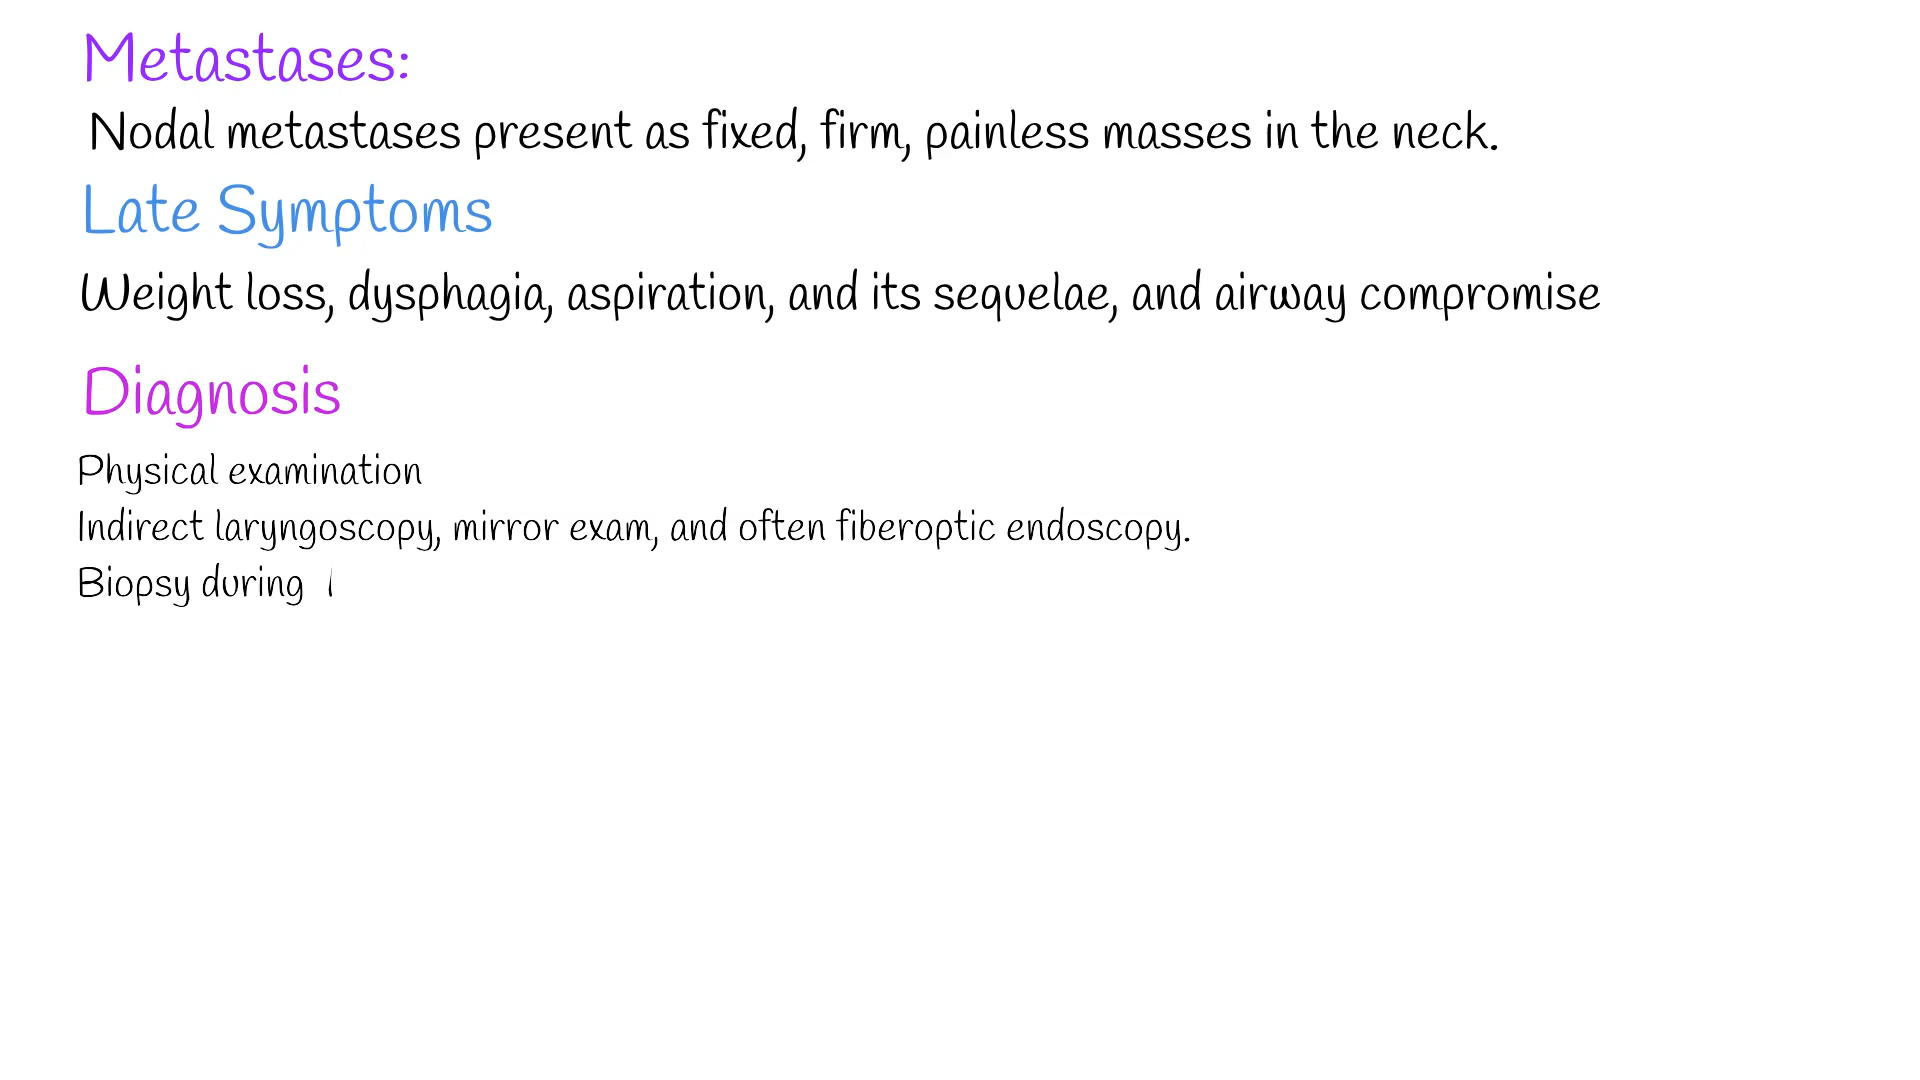 Metastases:
Nodal metastases present as fixed, firm, painless masses in the neck.
Late Symptoms
Weight loss, dysphagia, aspiration, and its sequelae, and airway compromise
Diagnosis
Physical examination
Indirect laryngoscopy, mirror exam, and often fiberoptic endoscopy.
Biopsy during